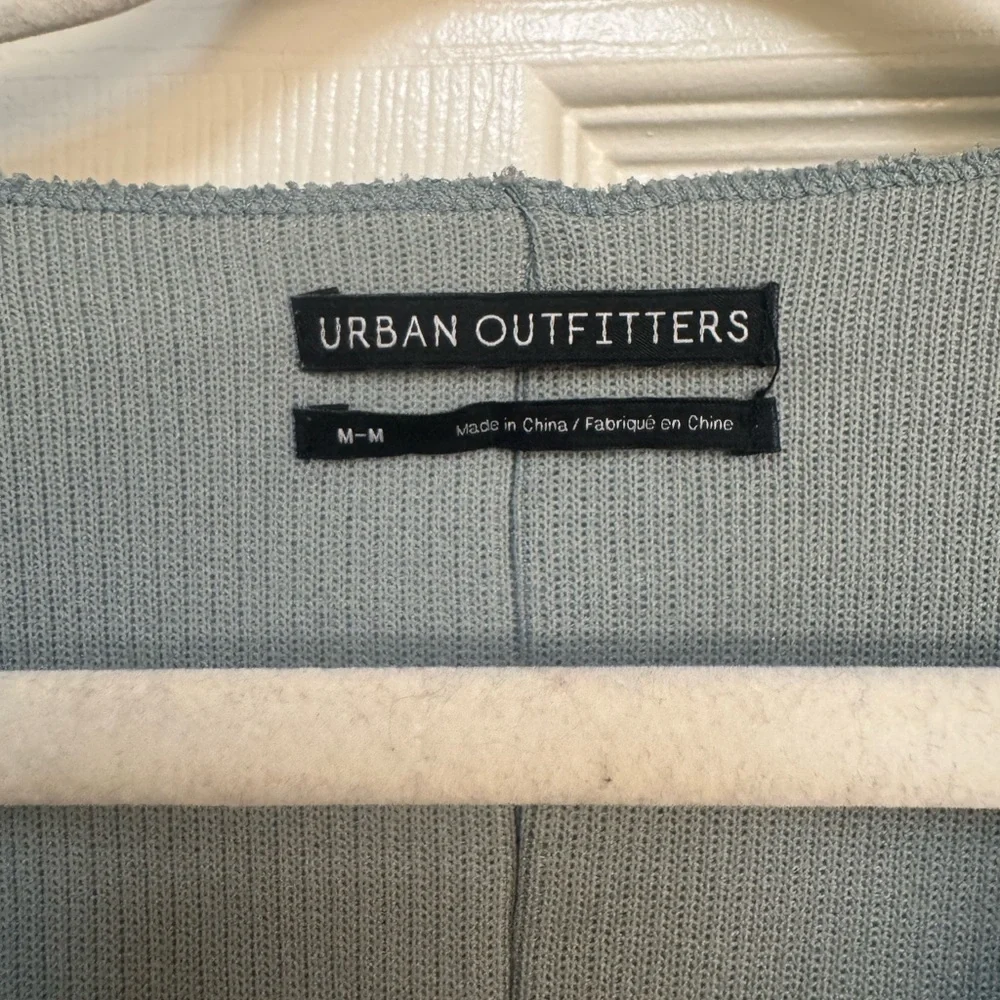 URBAN OUTFITTERS
M-M Made in China / Fabriqué en Chine